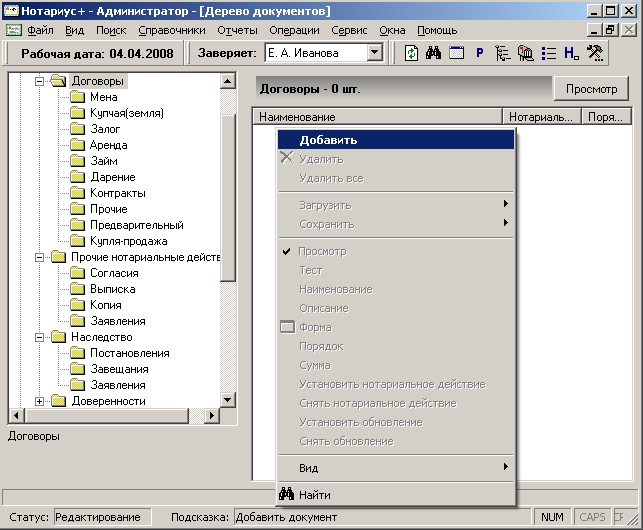 Нотариус+ - Администратор - [Дерево документов]
Файл Вид Поиск Справочники Отчеты Операции Сервис Окна Помощь
Рабочая дата: 04.04.2008 Заверяет: Е. А. Иванова
Договоры
Мена
Купчая(земля)
Залог
Аренда
Займ
Дарение
Контракты
Прочие
Предварительный
Купля-продажа
Прочие нотариальные действ
Согласия
Выписка
Копия
Заявления
Наследство
Постановления
Завещания
Заявления
Доверенности
Договоры
Договоры - 0 шт. Просмотр
Наименование Нотариаль... Поря...
Добавить
Удалить
Удалить все
Загрузить
Сохранить
Просмотр
Тест
Наименование
Описание
Форма
Порядок
Сумма
Установить нотариальное действие
Снять нотариальное действие
Установить обновление
Снять обновление
Вид
Найти
Статус: Редактирование Подсказка: Добавить документ NUM CAPS